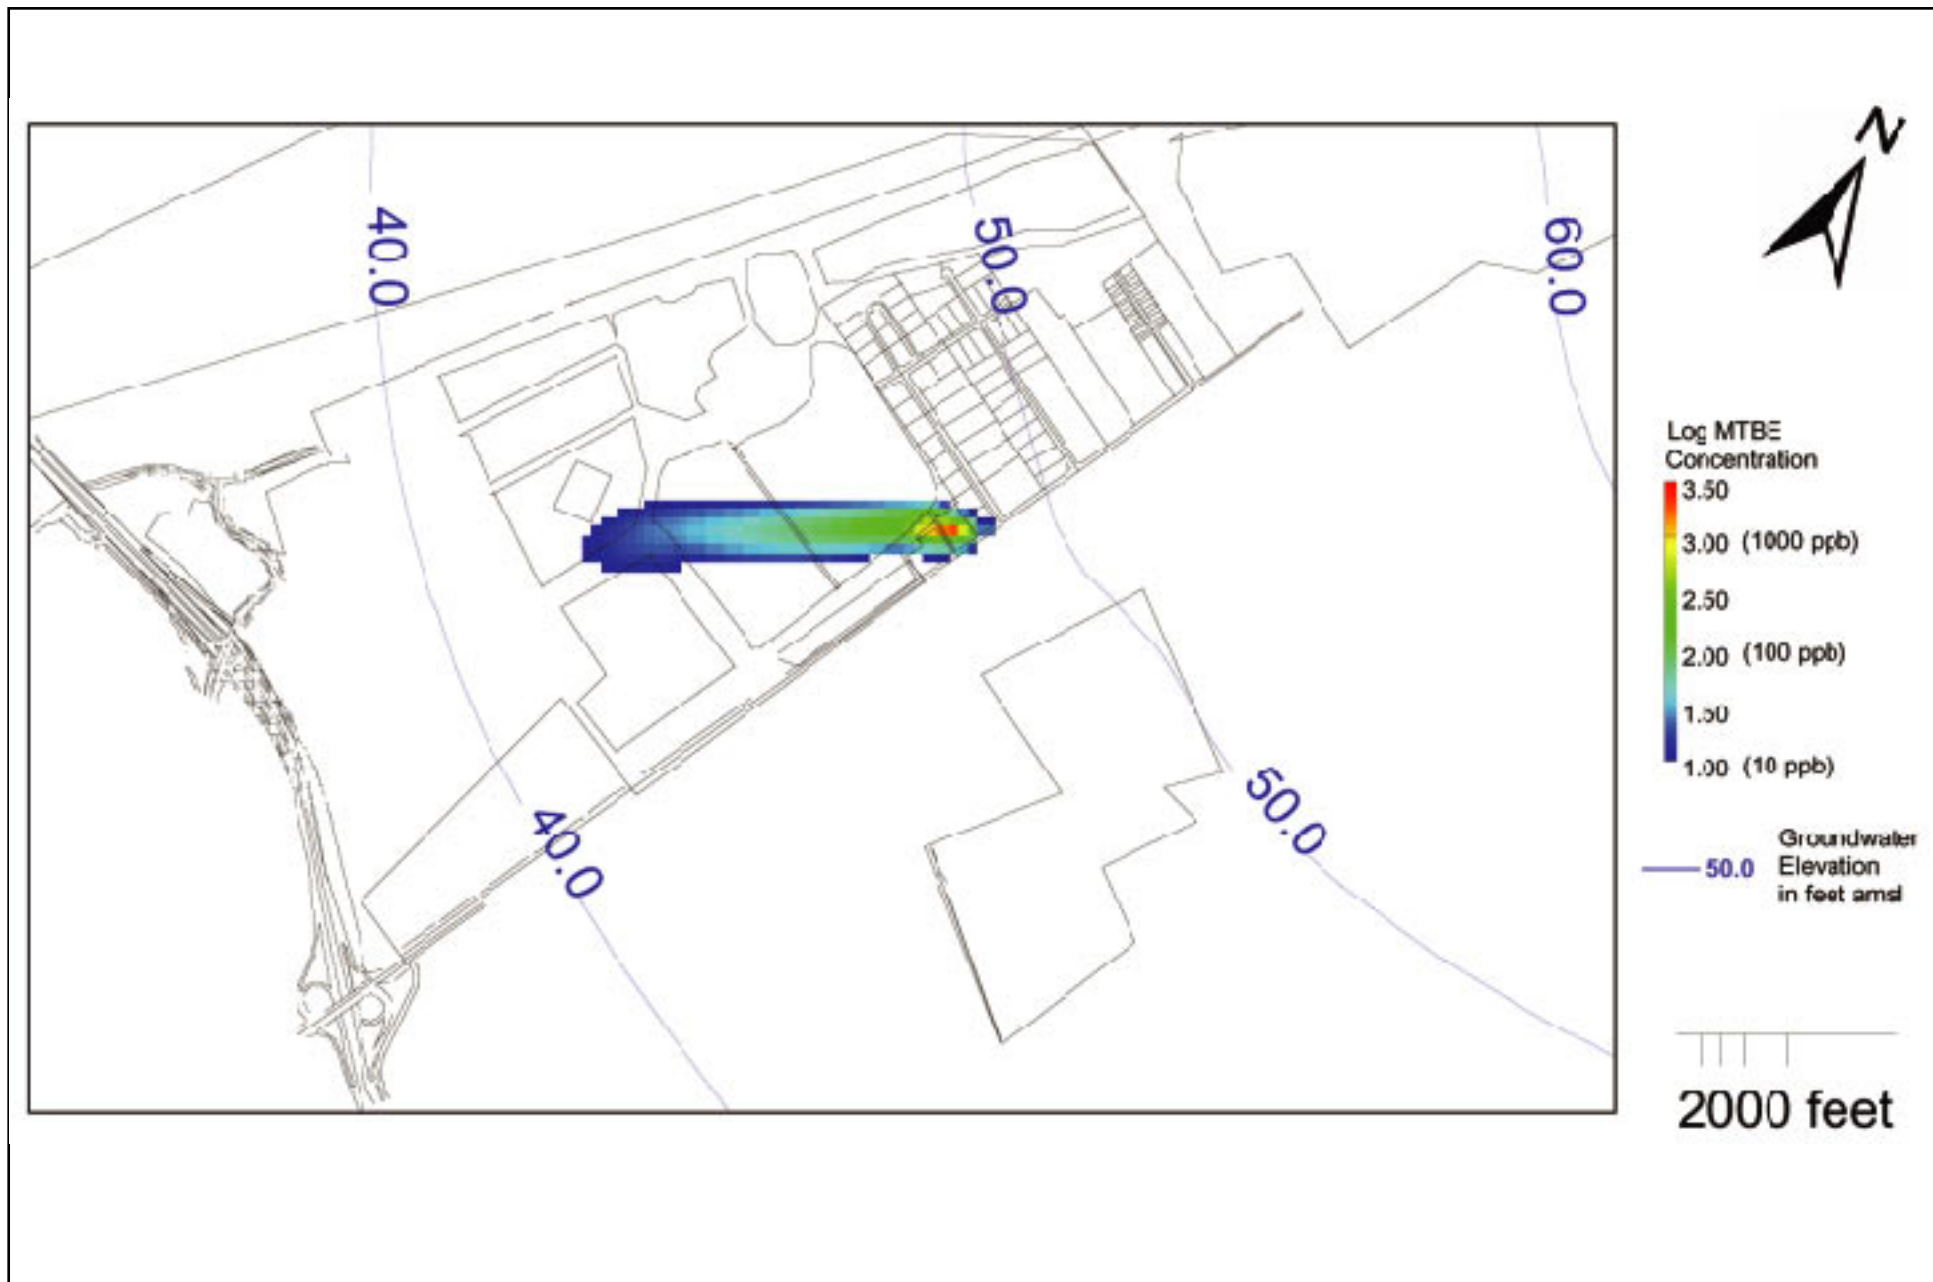 N
40.0
50.0
60.0
Log MTBE
Concentration
3.50
3.00 (1000 ppb)
2.50
2.00 (100 ppb)
1.50
1.00 (10 ppb)
40.0
50.0
Groundwater
50.0 Elevation
in feet amsl
2000 feet